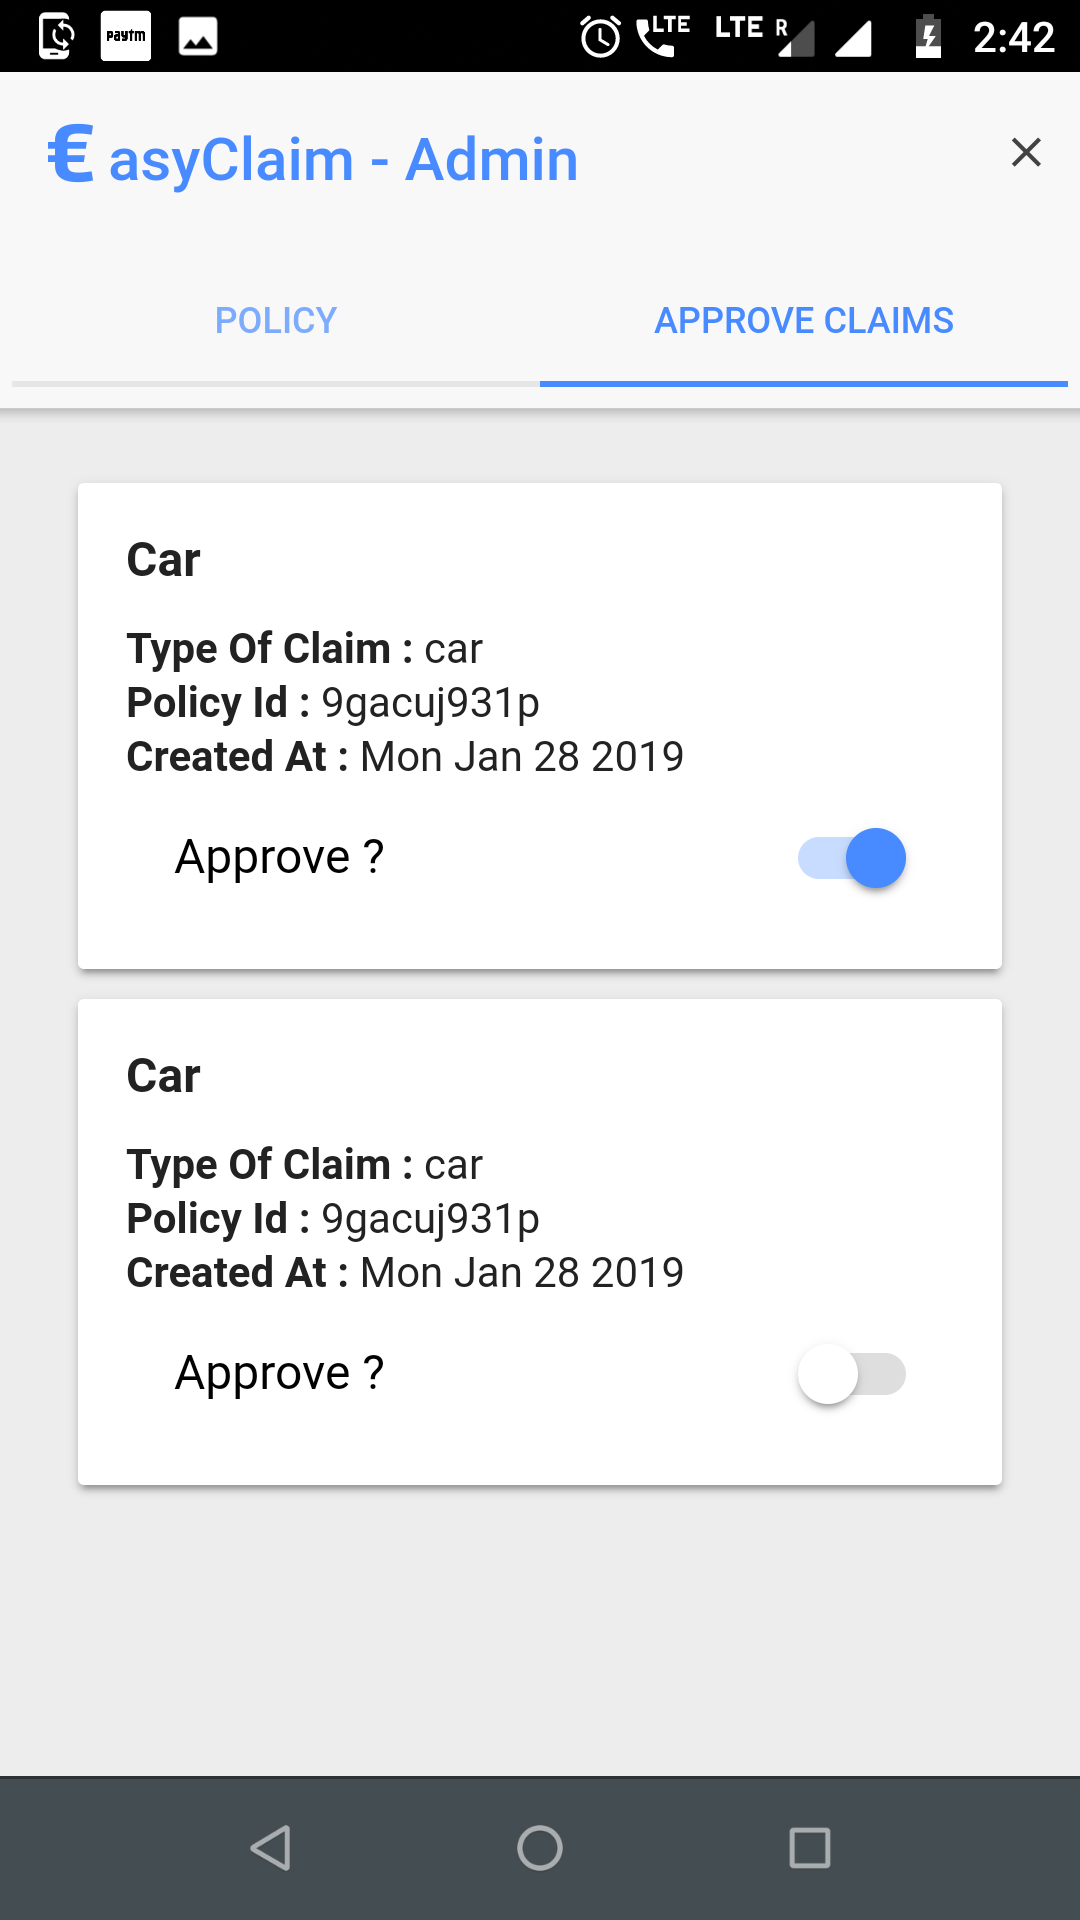 paytm LTE LTE R 2:42
€asyClaim - Admin
POLICY APPROVE CLAIMS
Car
Type Of Claim : car
Policy Id : 9gacuj931p
Created At : Mon Jan 28 2019
Approve ?
Car
Type Of Claim : car
Policy Id : 9gacuj931p
Created At : Mon Jan 28 2019
Approve ?